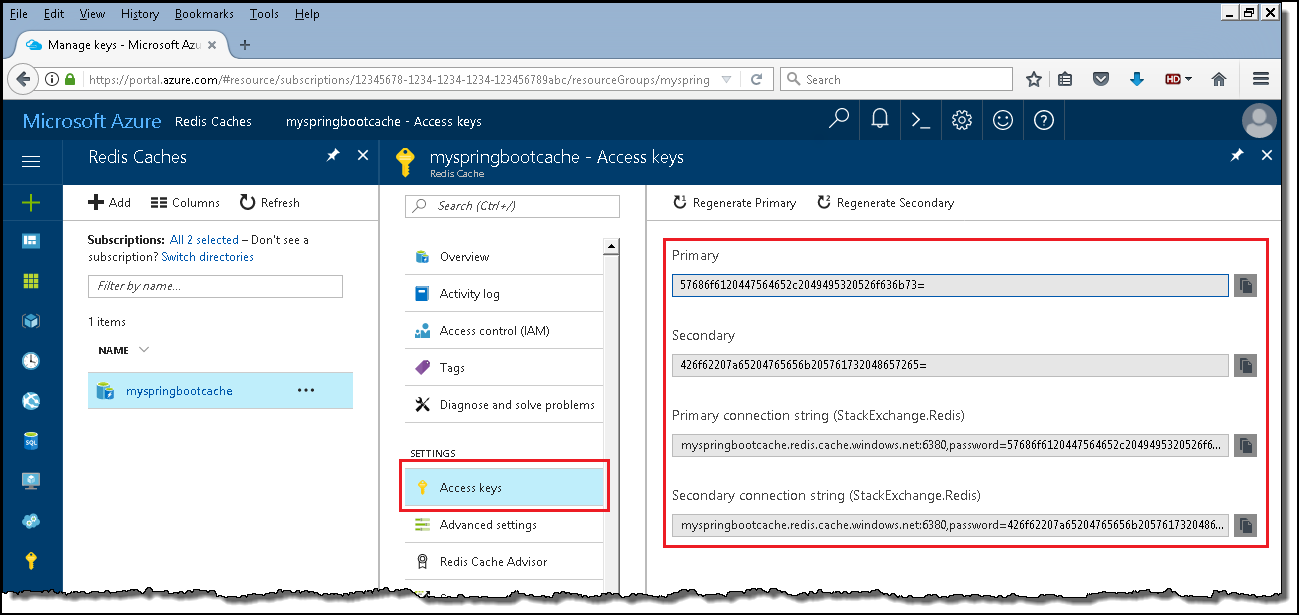 File Edit View History Bookmarks Tools Help
Manage keys - Microsoft Azu
https://portal.azure.com/#resource/subscriptions/12345678-1234-1234-1234-123456789abc/resourceGroups/myspring
Search
HD
Microsoft Azure Redis Caches myspringbootcache - Access keys
Redis Caches
myspringbootcache - Access keys
Redis Cache
Add Columns Refresh
Subscriptions: All 2 selected – Don't see a
subscription? Switch directories
Filter by name...
1 items
NAME
myspringbootcache ...
SQL
Search (Ctrl+/)
Overview
Activity log
Access control (IAM)
Tags
Diagnose and solve problems
SETTINGS
Access keys
Advanced settings
Redis Cache Advisor
Regenerate Primary Regenerate Secondary
Primary
57686f6120447564652c2049495320526f636b73=
Secondary
426f62207a65204765656b205761732048657265=
Primary connection string (StackExchange.Redis)
myspringbootcache.redis.cache.windows.net:6380,password=57686f6120447564652c2049495320526f6...
Secondary connection string (StackExchange.Redis)
myspringbootcache.redis.cache.windows.net:6380,password=426f62207a65204765656b2057617320486...